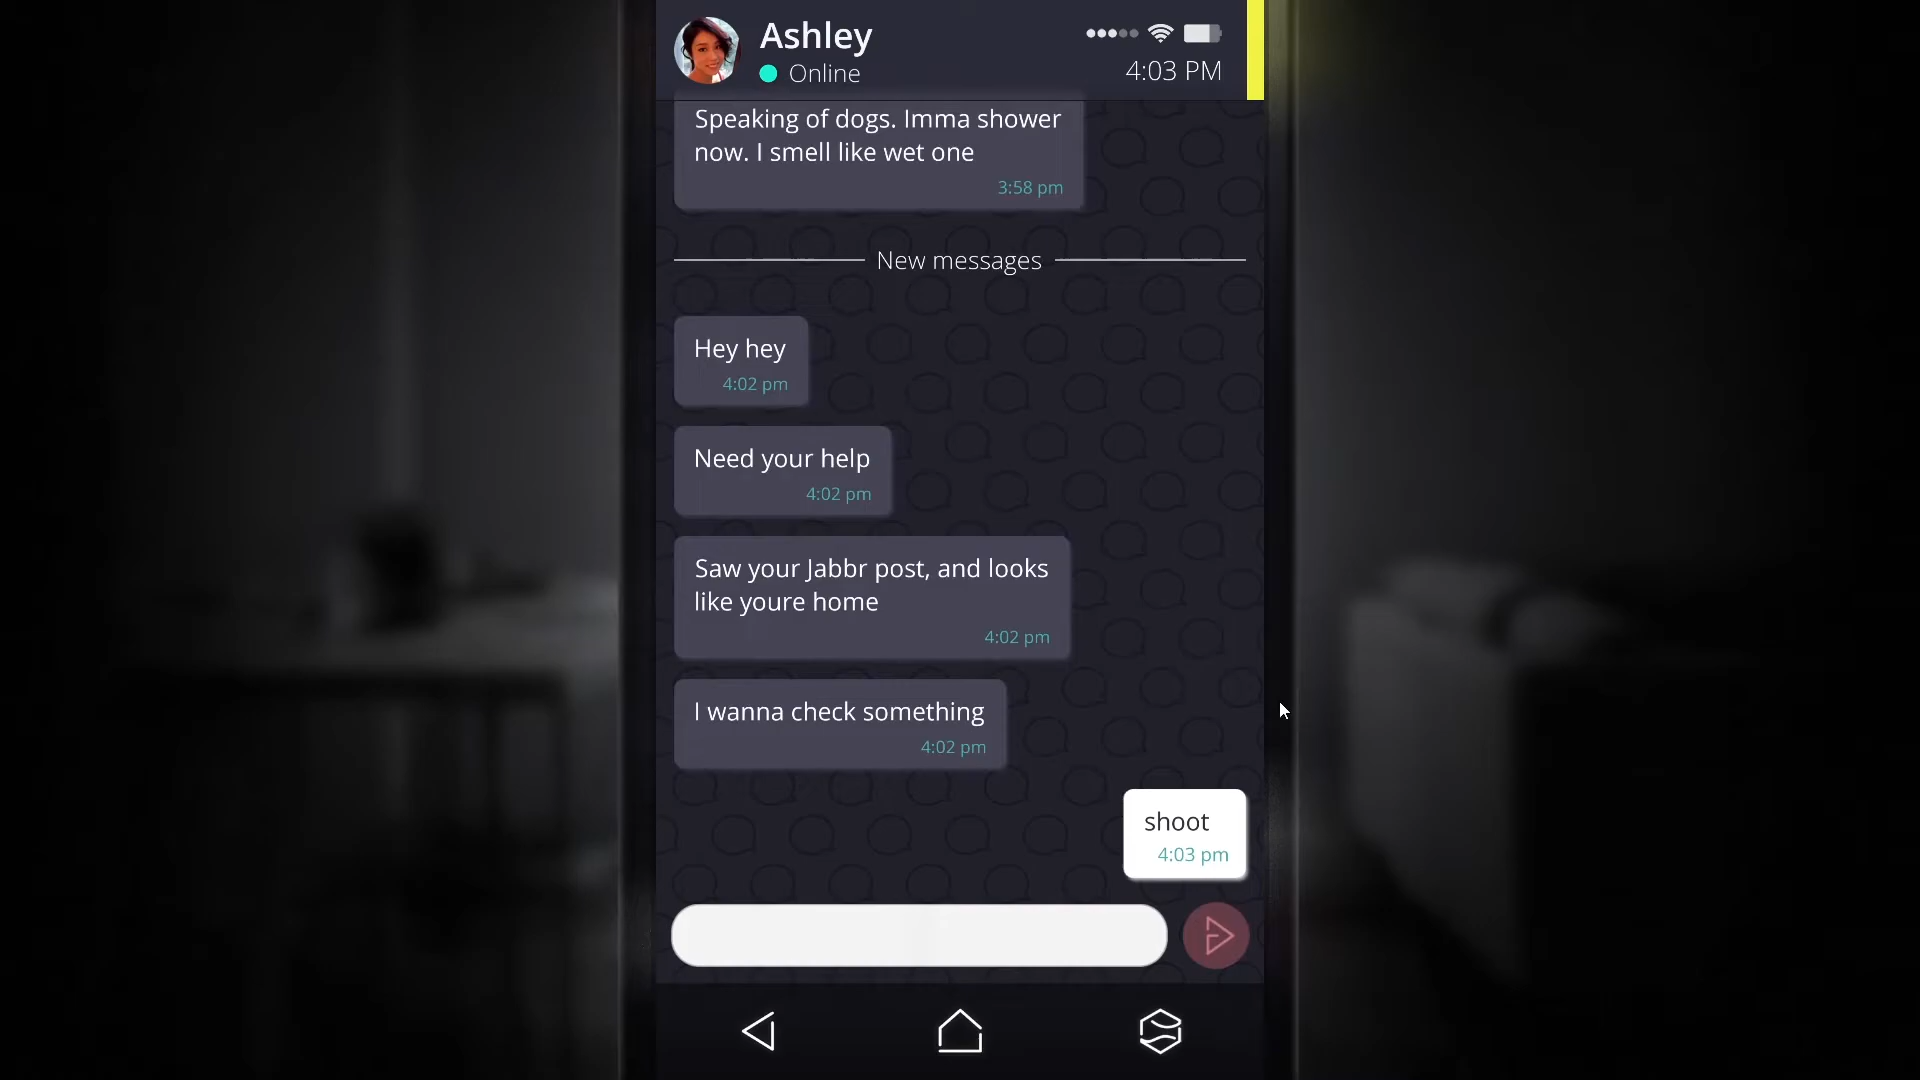 Ashley
Online
4:03 PM
Speaking of dogs. Imma shower
now. I smell like wet one
3:58 pm
New messages
Hey hey
4:02 pm
Need your help
4:02 pm
Saw your Jabbr post, and looks
like youre home
4:02 pm
I wanna check something
4:02 pm
shoot
4:03 pm